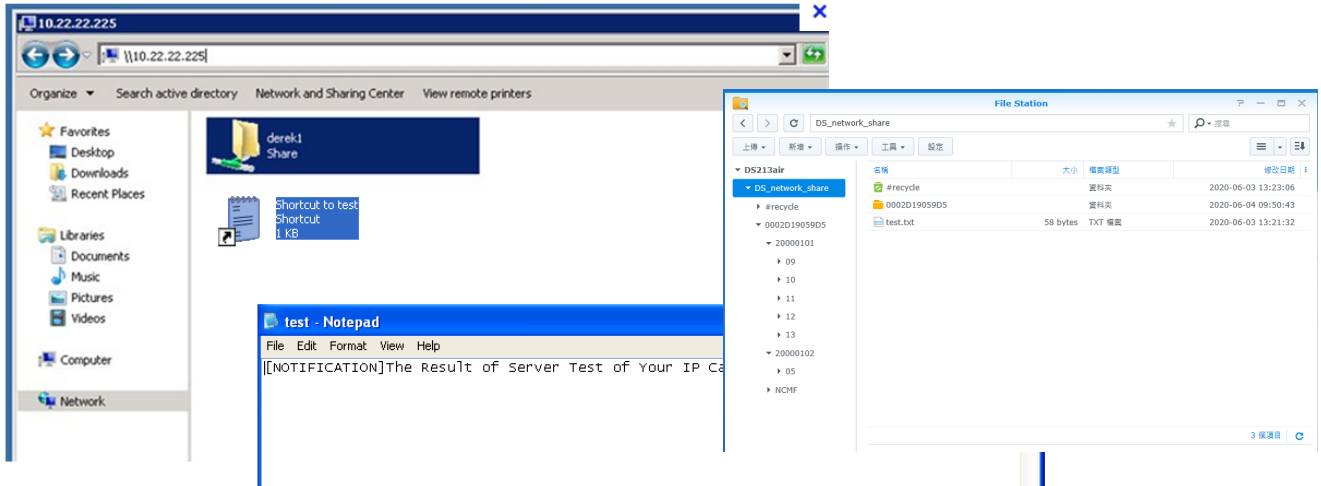 10.22.22.225
\\10.22.22.225
Organize Search active directory Network and Sharing Center View remote printers
Favorites
Desktop
Downloads
Recent Places
Libraries
Documents
Music
Pictures
Videos
Computer
Network
derek1
Share
Shortcut to test
Shortcut
1 KB
test - Notepad
File Edit Format View Help
[NOTIFICATION]The Result of Server Test of Your IP Ca
File Station
DS_network_share
搜尋
上傳 新增 操作 工具 設定
DS213air
DS_network_share
#recycle
0002D19059D5
20000101
09
10
11
12
13
20000102
05
NCMF
名稱 大小 檔案類型 修改日期
#recycle 資料夾 2020-06-03 13:23:06
0002D19059D5 資料夾 2020-06-04 09:50:43
test.txt 58 bytes TXT 檔案 2020-06-03 13:21:32
3 個項目